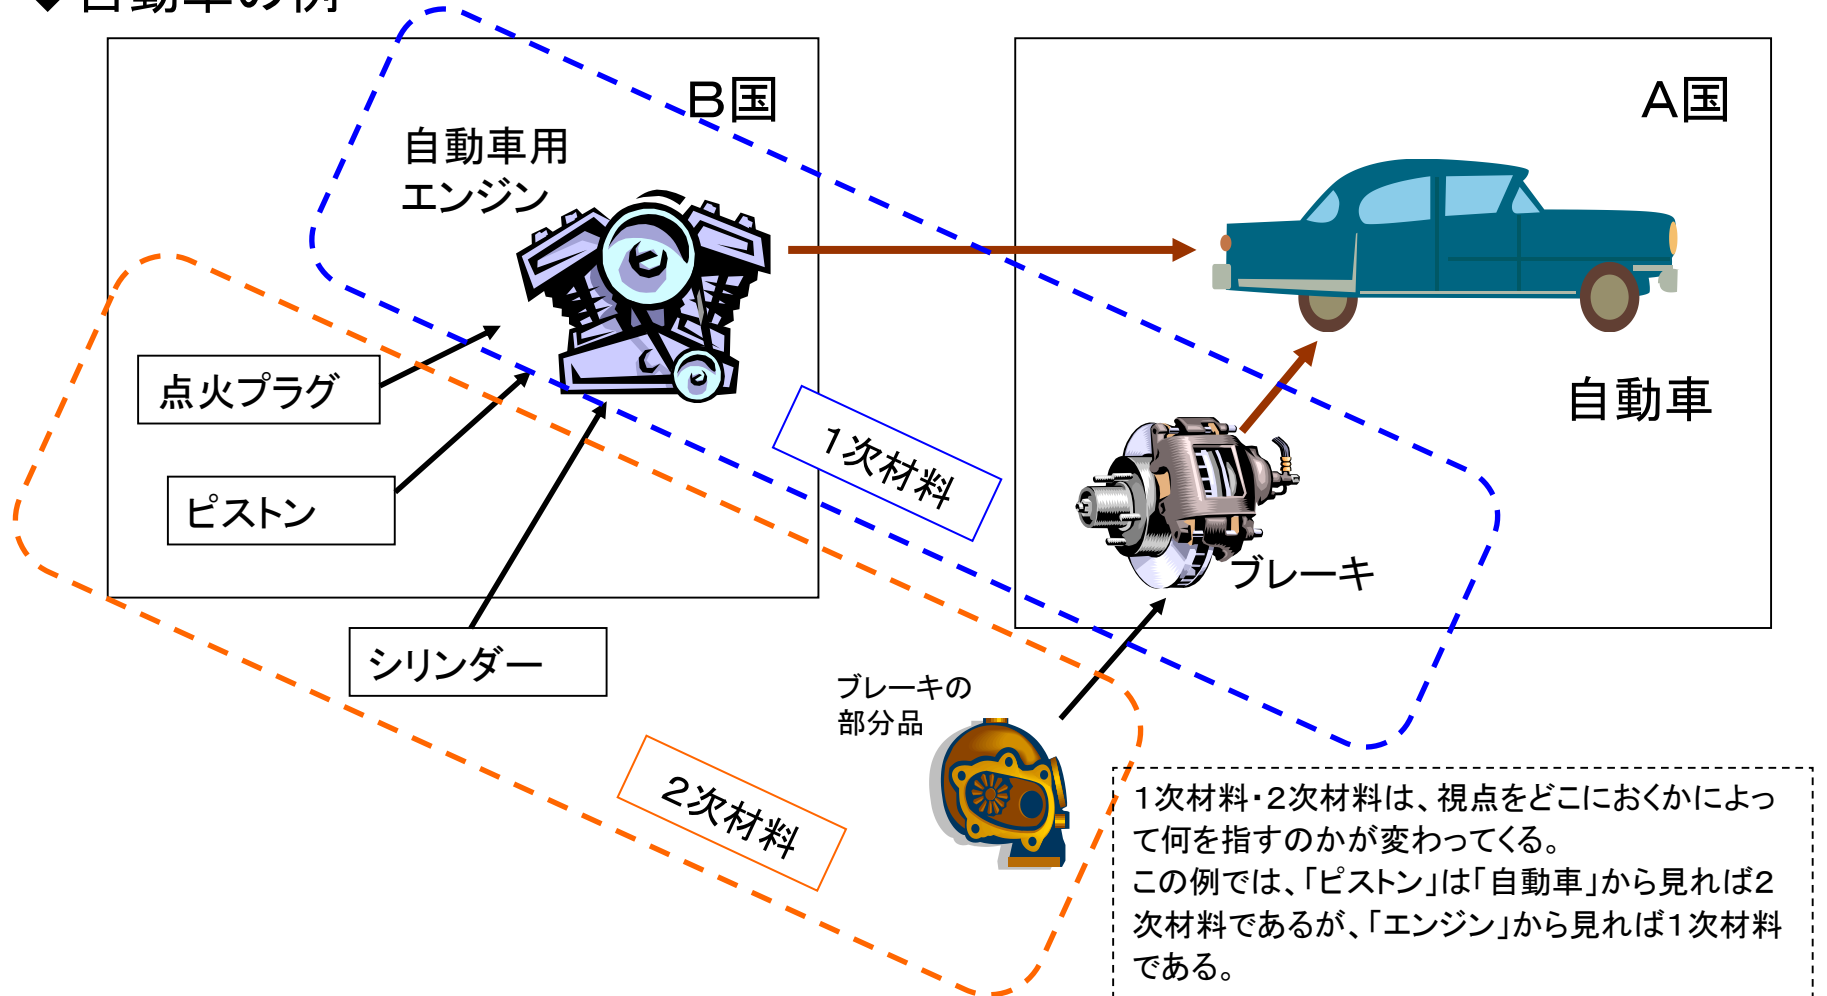 ◆自動車の例
B国
A国
自動車用
エンジン
点火プラグ
自動車
1次材料
ピストン
ブレーキ
シリンダー
ブレーキの
部分品
2次材料
1次材料・2次材料は、視点をどこにおくかによっ
て何を指すのかが変わってくる。
この例では、「ピストン」は「自動車」から見れば2
次材料であるが、「エンジン」から見れば1次材料
である。